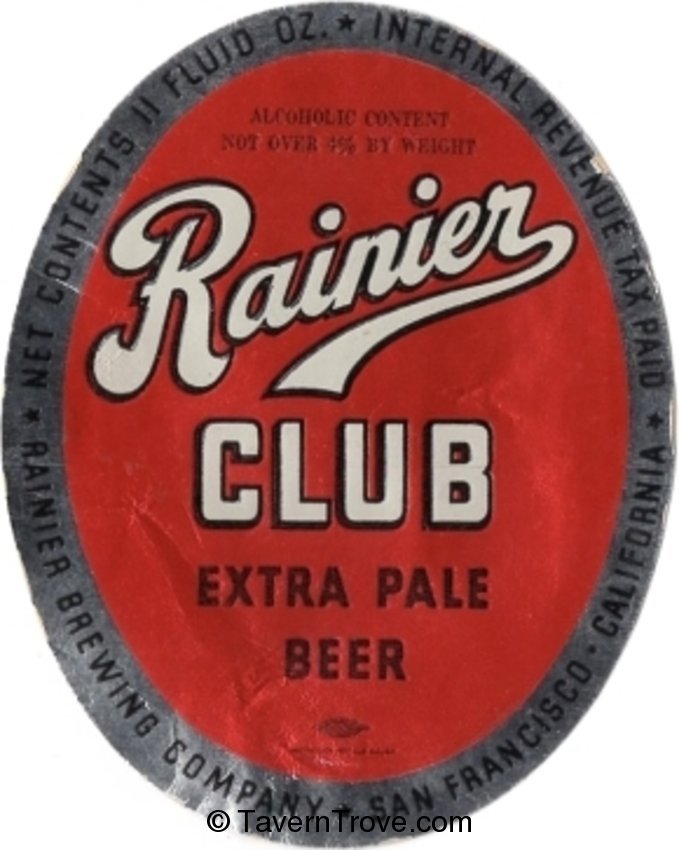 NET CONTENTS 11 FLUID OZ. ★ INTERNAL REVENUE TAX PAID ★
ALCOHOLIC CONTENT
NOT OVER 4% BY WEIGHT
Rainier
CLUB
EXTRA PALE
BEER
★ RAINIER BREWING COMPANY ★ SAN FRANCISCO · CALIFORNIA
© TavernTrove.com